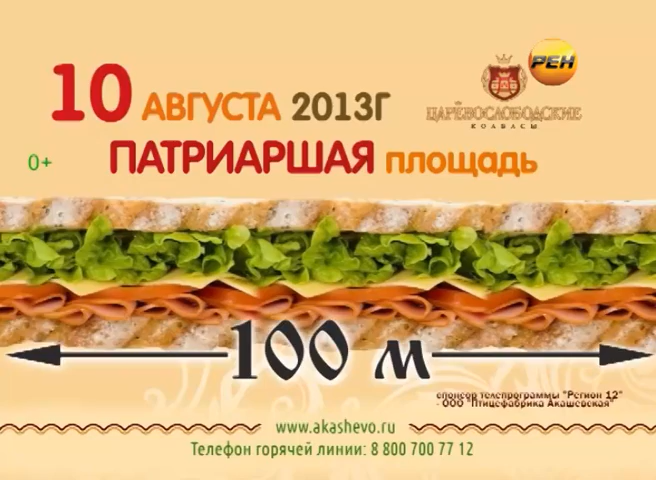 РЕН
10 АВГУСТА 2013Г
ЦАРЁВОСЛОБОДСКИЕ
КОЛБАСЫ
0+ ПАТРИАРШАЯ площадь
100 м
спонсор телепрограммы "Регион 12"
- ООО "Птицефабрика Акашевская"
www.akashevo.ru
Телефон горячей линии: 8 800 700 77 12